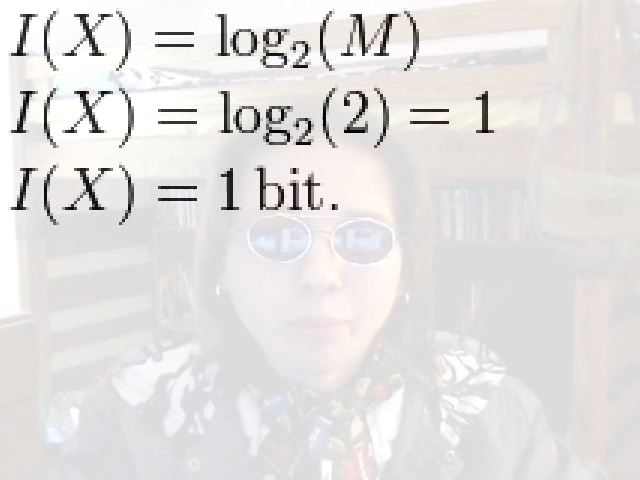 I(X) = log₂(M)
I(X) = log₂(2) = 1
I(X) = 1 bit.